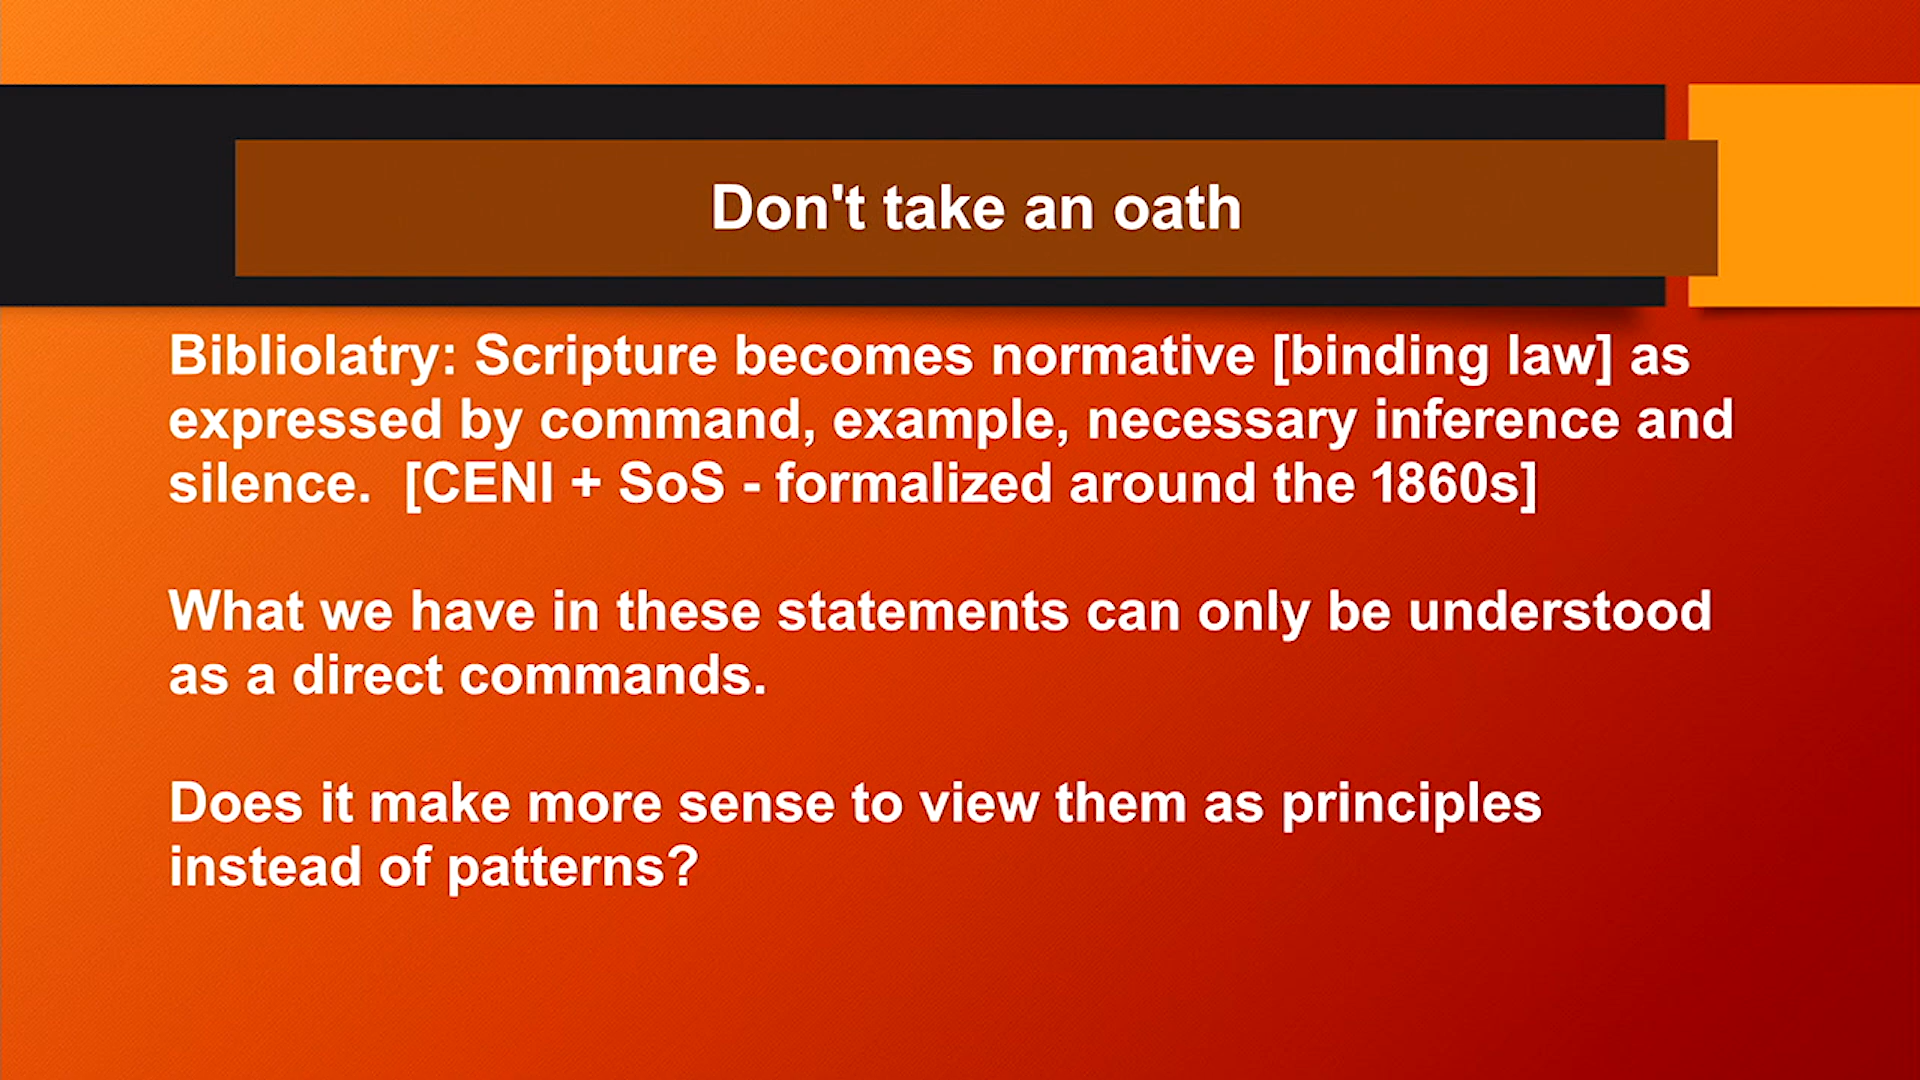 Don't take an oath
Bibliolatry: Scripture becomes normative [binding law] as
expressed by command, example, necessary inference and
silence.  [CENI + SoS - formalized around the 1860s]
What we have in these statements can only be understood
as a direct commands.
Does it make more sense to view them as principles
instead of patterns?